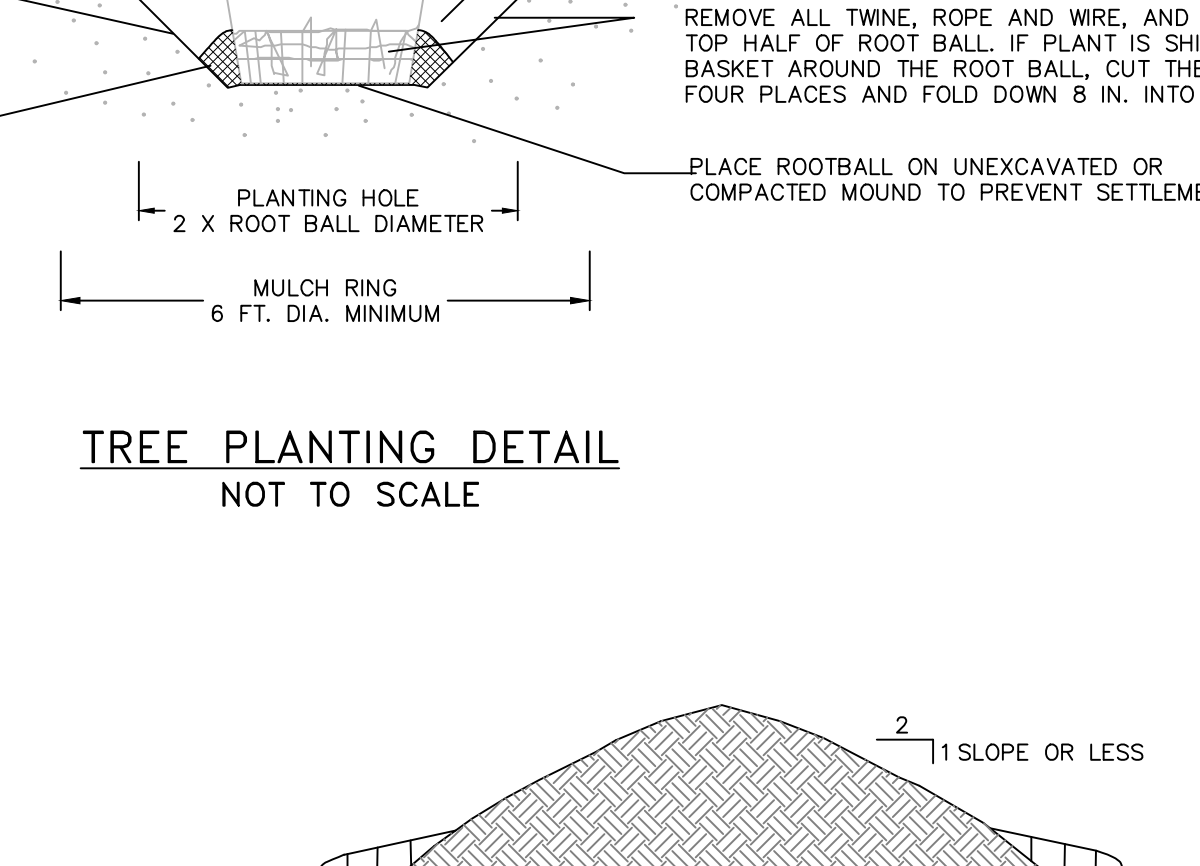 REMOVE ALL TWINE, ROPE AND WIRE, AND
TOP HALF OF ROOT BALL. IF PLANT IS SHI
BASKET AROUND THE ROOT BALL, CUT THE
FOUR PLACES AND FOLD DOWN 8 IN. INTO
PLACE ROOTBALL ON UNEXCAVATED OR
COMPACTED MOUND TO PREVENT SETTLEME
PLANTING HOLE
2 X ROOT BALL DIAMETER
MULCH RING
6 FT. DIA. MINIMUM
TREE PLANTING DETAIL
NOT TO SCALE
2
1 SLOPE OR LESS